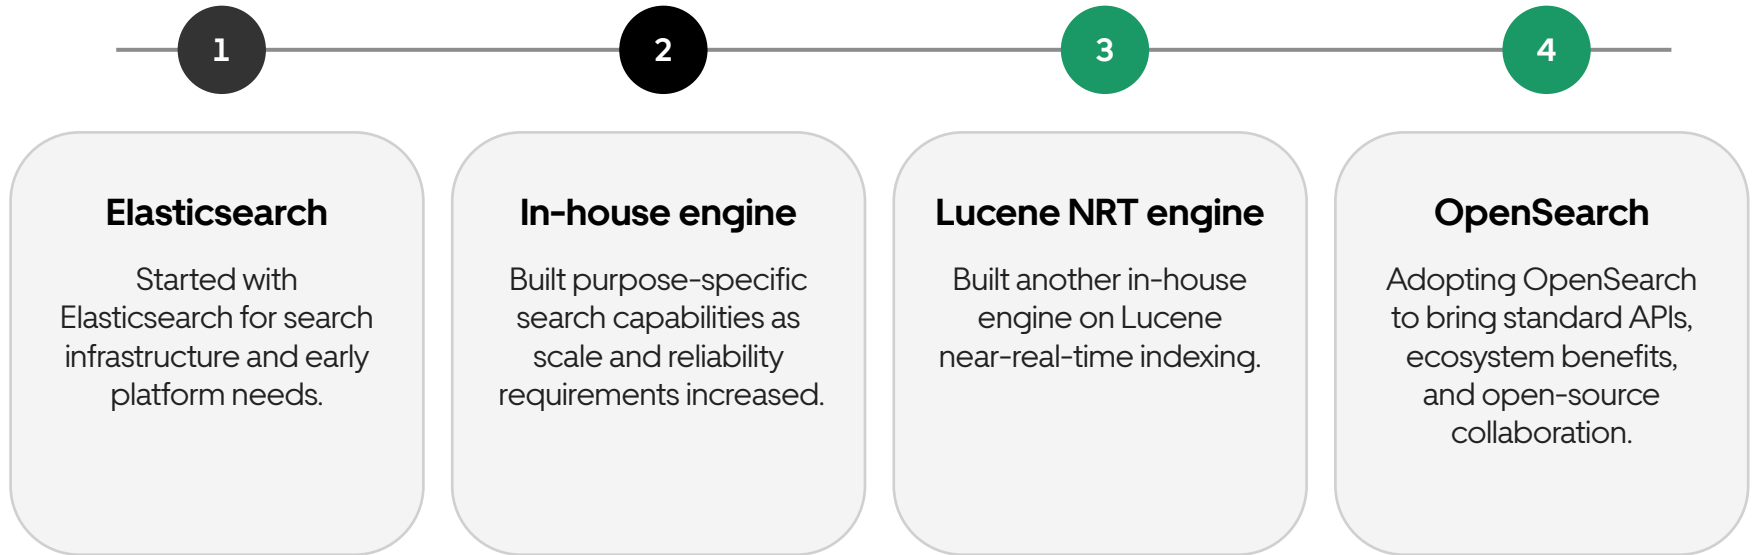 1
2
3
4
Elasticsearch
Started with
Elasticsearch for search
infrastructure and early
platform needs.
In-house engine
Built purpose-specific
search capabilities as
scale and reliability
requirements increased.
Lucene NRT engine
Built another in-house
engine on Lucene
near-real-time indexing.
OpenSearch
Adopting OpenSearch
to bring standard APIs,
ecosystem benefits,
and open-source
collaboration.